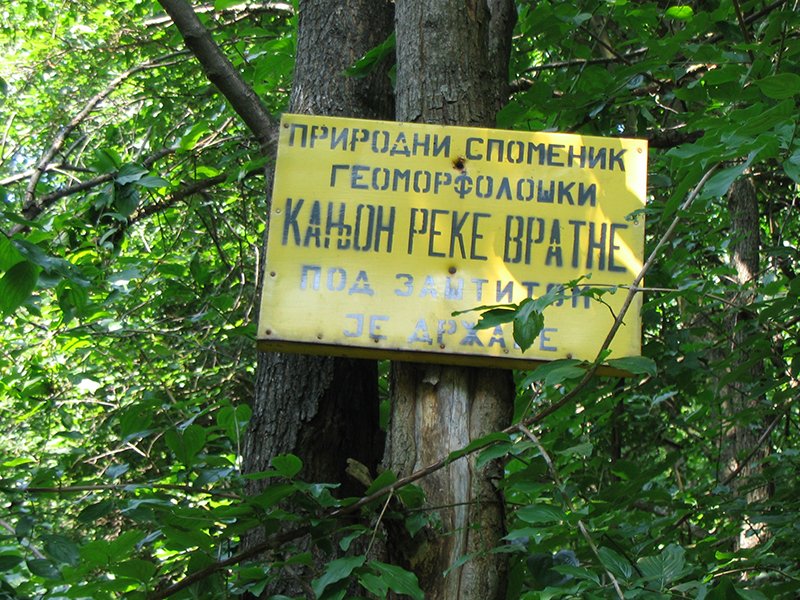 ПРИРОДНИ СПОМЕНИК
ГЕОМОРФОЛОШКИ
КАЊОН РЕКЕ ВРАТНЕ
ПОД ЗАШТИТОМ
ЈЕ ДРЖАВЕ